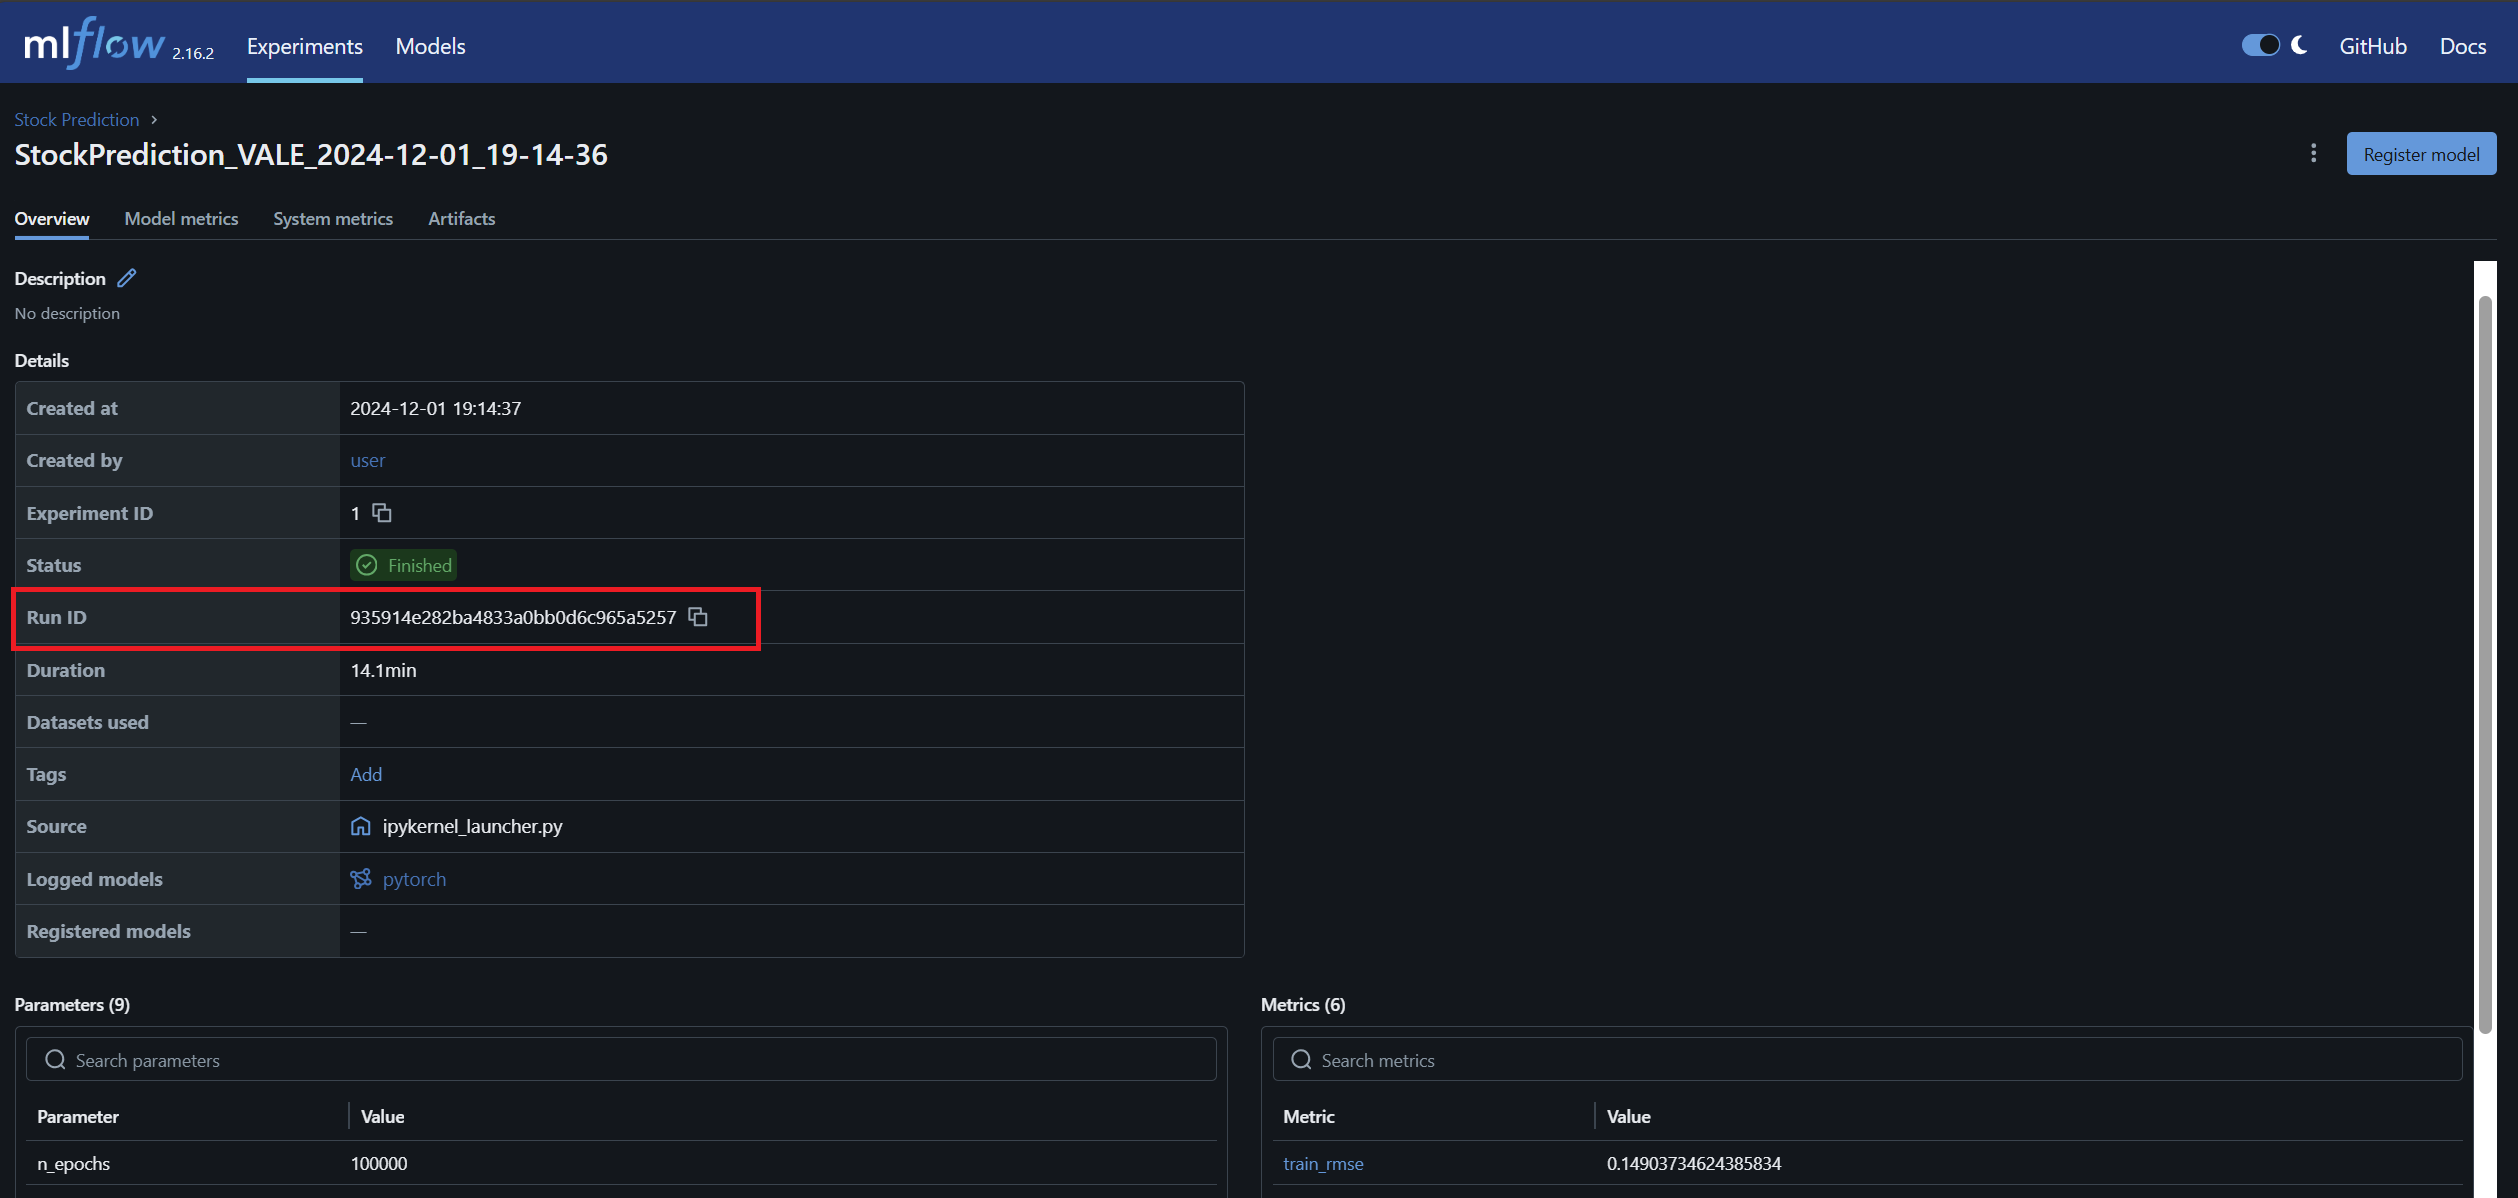 mlflow 2.16.2 Experiments Models GitHub Docs
Stock Prediction
StockPrediction_VALE_2024-12-01_19-14-36
Register model
Overview Model metrics System metrics Artifacts
Description
No description
Details
Created at 2024-12-01 19:14:37
Created by user
Experiment ID 1
Status Finished
Run ID 935914e282ba4833a0bb0d6c965a5257
Duration 14.1min
Datasets used —
Tags Add
Source ipykernel_launcher.py
Logged models pytorch
Registered models —
Parameters (9)
Search parameters
Parameter Value
n_epochs 100000
Metrics (6)
Search metrics
Metric Value
train_rmse 0.14903734624385834